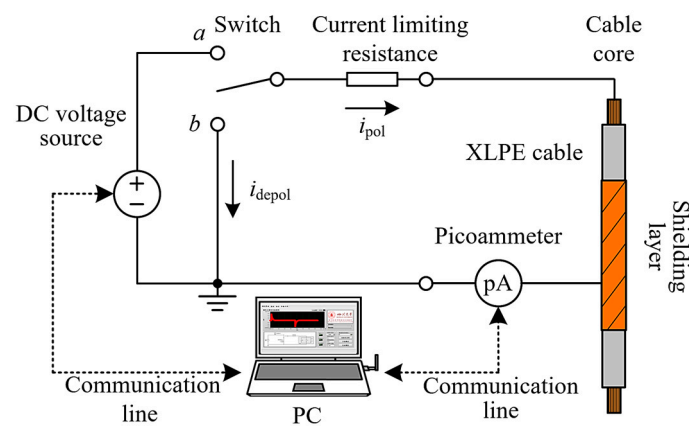 a
Switch
Current limiting
resistance
Cable
core
DC voltage
source
+
−
b
i_pol
i_depol
XLPE cable
Shielding
layer
Picoammeter
pA
Communication
line
PC
Communication
line